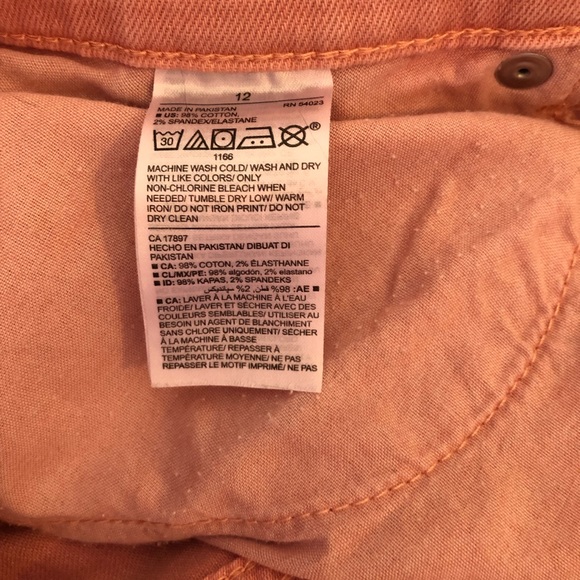 12
MADE IN PAKISTAN RN 54023
■ US: 98% COTTON,
2% SPANDEX/ELASTANE
30 ®
1166
MACHINE WASH COLD/ WASH AND DRY
WITH LIKE COLORS/ ONLY
NON-CHLORINE BLEACH WHEN
NEEDED/ TUMBLE DRY LOW/ WARM
IRON/ DO NOT IRON PRINT/ DO NOT
DRY CLEAN
CA 17897
HECHO EN PAKISTAN/ DIBUAT DI
PAKISTAN
■ CA: 98% COTON, 2% ÉLASTHANNE
■ CL/MX/PE: 98% algodón, 2% elastano
■ ID: 98% KAPAS, 2% SPANDEKS
■ AE: 98% قطن, 2% سباندیکس ■
■ CA: LAVER À LA MACHINE À L'EAU
FROIDE/ LAVER ET SÉCHER AVEC DES
COULEURS SEMBLABLES/ UTILISER AU
BESOIN UN AGENT DE BLANCHIMENT
SANS CHLORE UNIQUEMENT/ SÉCHER
À LA MACHINE À BASSE
TEMPÉRATURE/ REPASSER À
TEMPÉRATURE MOYENNE/ NE PAS
REPASSER LE MOTIF IMPRIMÉ/ NE PAS